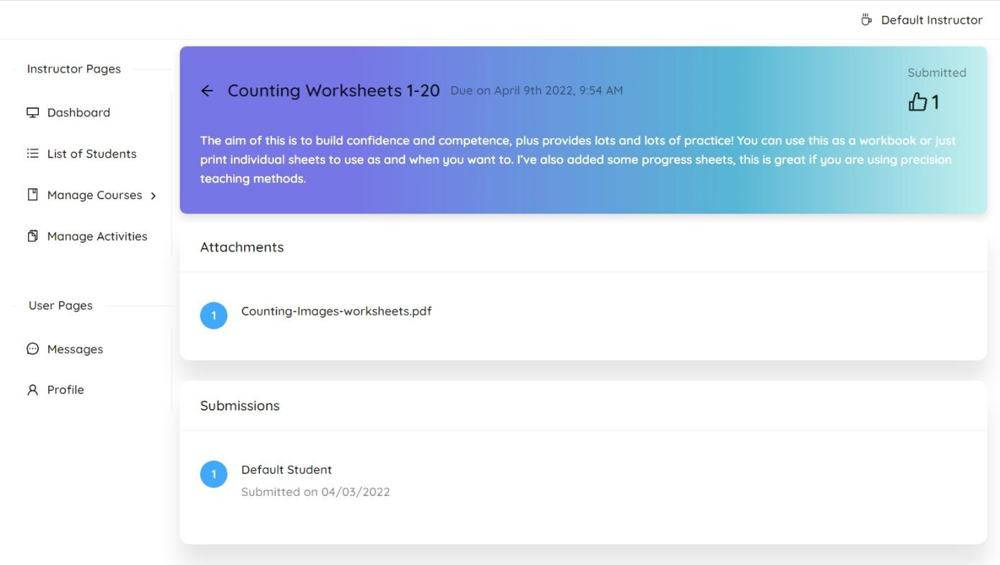 Default Instructor
Instructor Pages
Dashboard
List of Students
Manage Courses
Manage Activities
User Pages
Messages
Profile
Counting Worksheets 1-20 Due on April 9th 2022, 9:54 AM
Submitted
1
The aim of this is to build confidence and competence, plus provides lots and lots of practice! You can use this as a workbook or just
print individual sheets to use as and when you want to. I’ve also added some progress sheets, this is great if you are using precision
teaching methods.
Attachments
1 Counting-Images-worksheets.pdf
Submissions
1 Default Student
Submitted on 04/03/2022